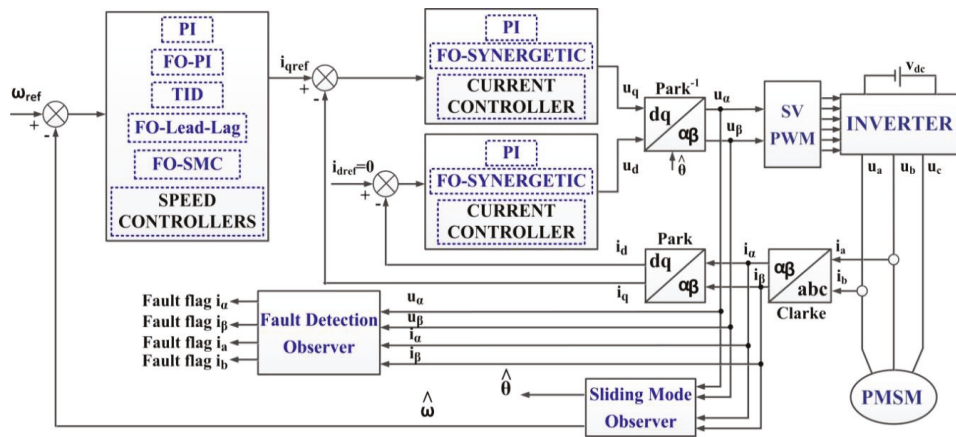 PI
FO-PI
TID
FO-Lead-Lag
FO-SMC
SPEED
CONTROLLERS
ω_ref
+
-
i_qref
+
-
PI
FO-SYNERGETIC
CURRENT
CONTROLLER
i_dref=0
+
-
PI
FO-SYNERGETIC
CURRENT
CONTROLLER
u_q
u_d
Park⁻¹
dq
αβ
θ̂
u_α
u_β
SV
PWM
v_dc
INVERTER
u_a u_b u_c
i_d
i_q
Park
dq
αβ
i_α
i_β
αβ
abc
Clarke
i_a
i_b
Fault flag i_α
Fault flag i_β
Fault flag i_a
Fault flag i_b
Fault Detection
Observer
u_α
u_β
i_α
i_β
θ̂
ω̂
Sliding Mode
Observer
PMSM